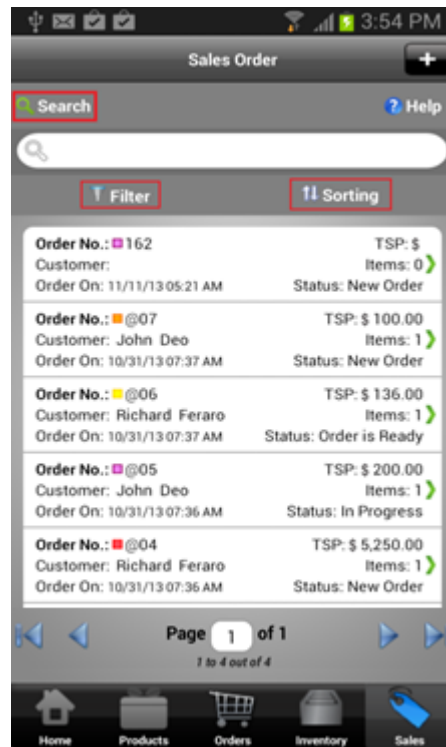 3:54 PM
Sales Order
Search
Help
Filter
Sorting
Order No.: 162 TSP: $
Customer: Items: 0
Order On: 11/11/13 05:21 AM Status: New Order
Order No.: @07 TSP: $ 100.00
Customer: John Deo Items: 1
Order On: 10/31/13 07:37 AM Status: New Order
Order No.: @06 TSP: $ 136.00
Customer: Richard Feraro Items: 1
Order On: 10/31/13 07:37 AM Status: Order is Ready
Order No.: @05 TSP: $ 200.00
Customer: John Deo Items: 1
Order On: 10/31/13 07:36 AM Status: In Progress
Order No.: @04 TSP: $ 5,250.00
Customer: Richard Feraro Items: 1
Order On: 10/31/13 07:36 AM Status: New Order
Page 1 of 1
1 to 4 out of 4
Home Products Orders Inventory Sales